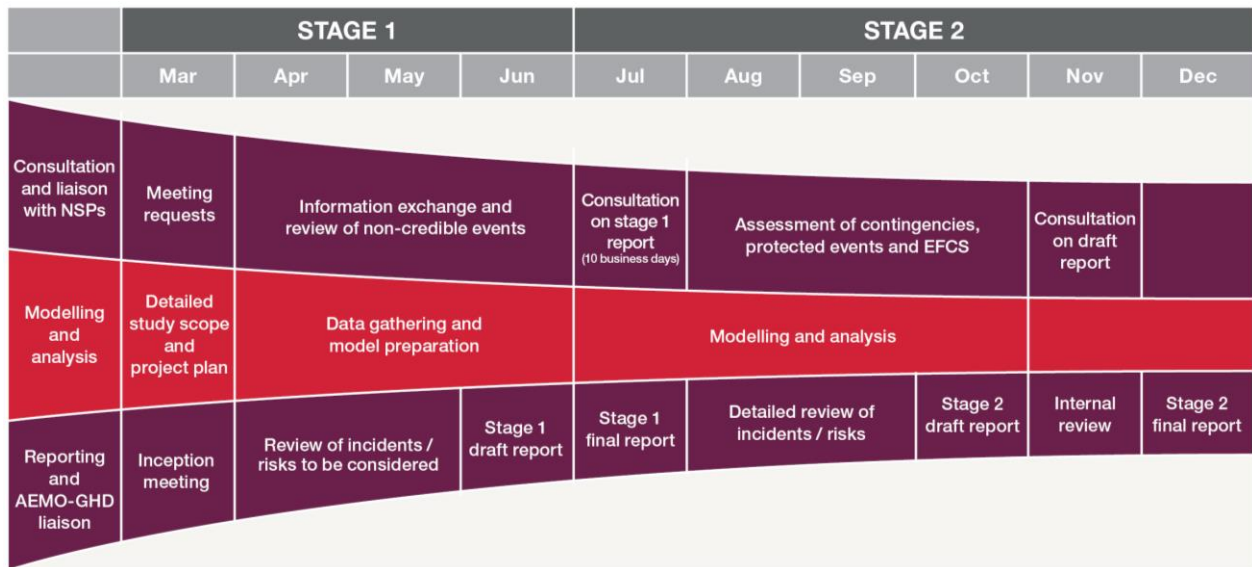 STAGE 1
STAGE 2
Mar
Apr
May
Jun
Jul
Aug
Sep
Oct
Nov
Dec
Consultation
and liaison
with NSPs
Meeting
requests
Information exchange and
review of non-credible events
Consultation
on stage 1
report
(10 business days)
Assessment of contingencies,
protected events and EFCS
Consultation
on draft
report
Modelling
and
analysis
Detailed
study scope
and
project plan
Data gathering and
model preparation
Modelling and analysis
Reporting
and
AEMO-GHD
liaison
Inception
meeting
Review of incidents /
risks to be considered
Stage 1
draft report
Stage 1
final report
Detailed review of
incidents / risks
Stage 2
draft report
Internal
review
Stage 2
final report